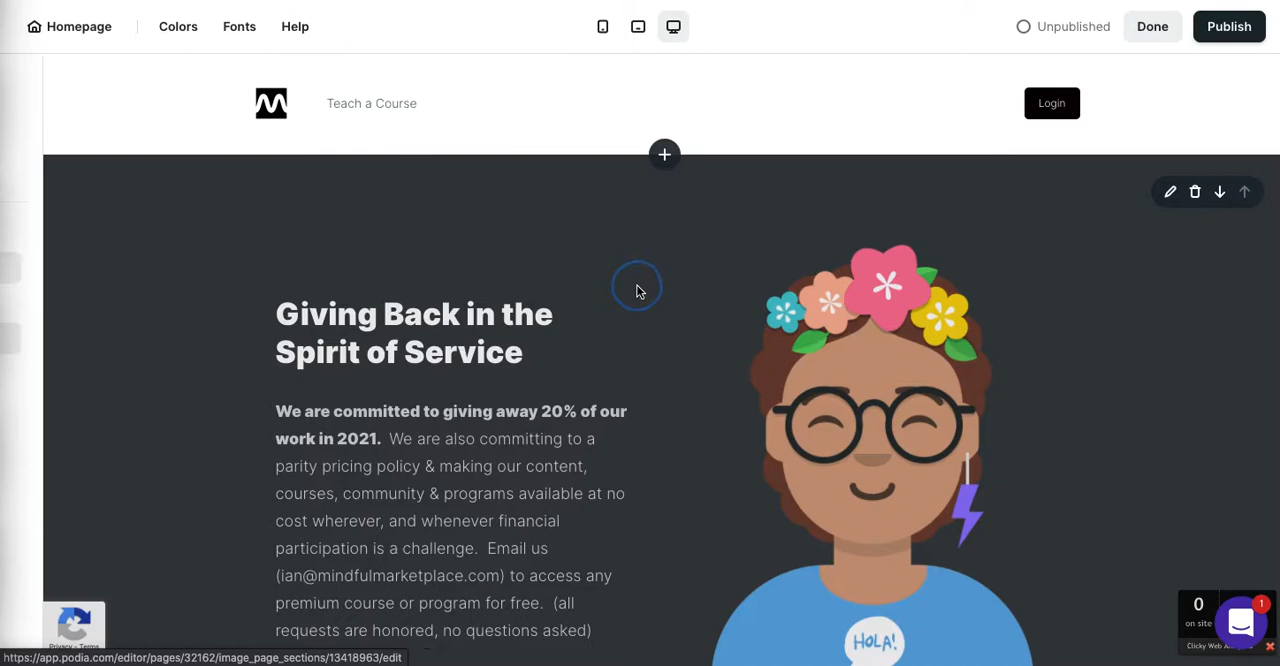 Homepage
Colors
Fonts
Help
Unpublished
Done
Publish
Teach a Course
Login
Giving Back in the
Spirit of Service
We are committed to giving away 20% of our
work in 2021. We are also committing to a
parity pricing policy & making our content,
courses, community & programs available at no
cost wherever, and whenever financial
participation is a challenge. Email us
(ian@mindfulmarketplace.com) to access any
premium course or program for free. (all
requests are honored, no questions asked)
HOLA!
0
on site
1
Privacy - Terms
https://app.podia.com/editor/pages/32162/image_page_sections/13418963/edit